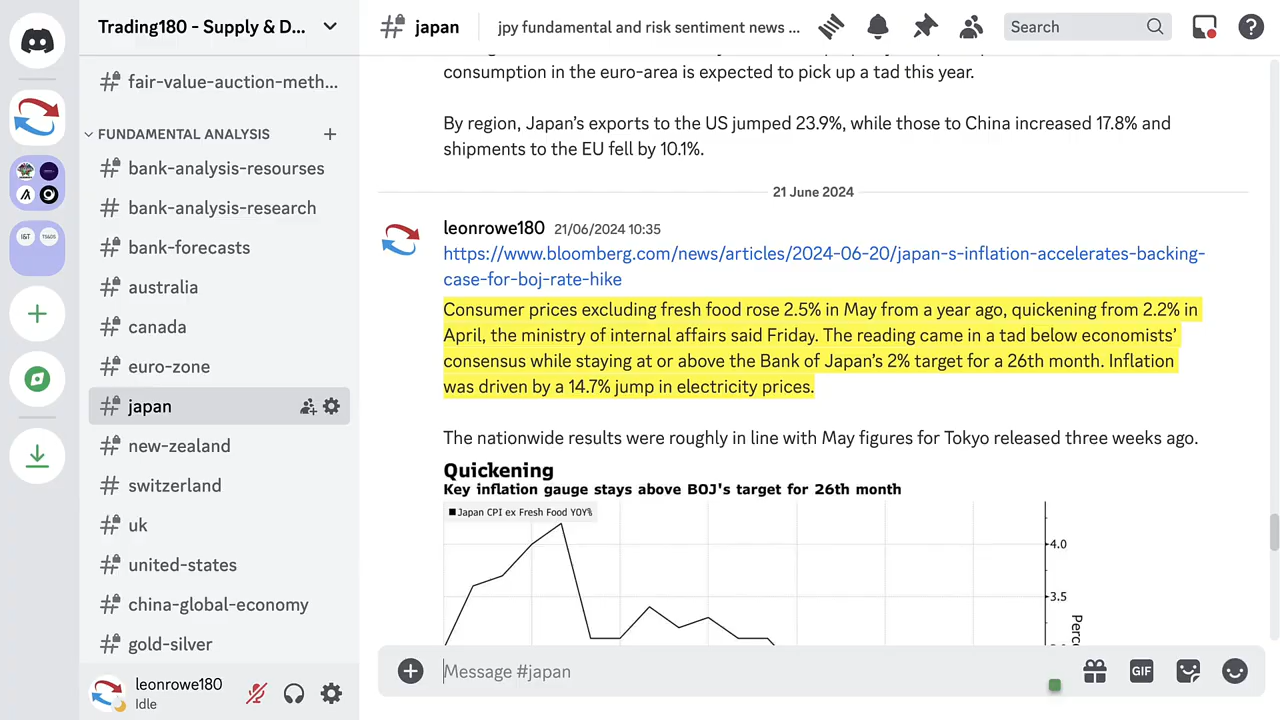 Trading180 - Supply & D...
fair-value-auction-meth...
FUNDAMENTAL ANALYSIS
bank-analysis-resourses
bank-analysis-research
bank-forecasts
australia
canada
euro-zone
japan
new-zealand
switzerland
uk
united-states
china-global-economy
gold-silver
leonrowe180
Idle
japan
jpy fundamental and risk sentiment news ...
Search
consumption in the euro-area is expected to pick up a tad this year.
By region, Japan's exports to the US jumped 23.9%, while those to China increased 17.8% and
shipments to the EU fell by 10.1%.
21 June 2024
leonrowe180 21/06/2024 10:35
https://www.bloomberg.com/news/articles/2024-06-20/japan-s-inflation-accelerates-backing-
case-for-boj-rate-hike
Consumer prices excluding fresh food rose 2.5% in May from a year ago, quickening from 2.2% in
April, the ministry of internal affairs said Friday. The reading came in a tad below economists'
consensus while staying at or above the Bank of Japan's 2% target for a 26th month. Inflation
was driven by a 14.7% jump in electricity prices.
The nationwide results were roughly in line with May figures for Tokyo released three weeks ago.
Quickening
Key inflation gauge stays above BOJ's target for 26th month
Japan CPI ex Fresh Food YOY%
4.0
3.5
Message #japan
GIF